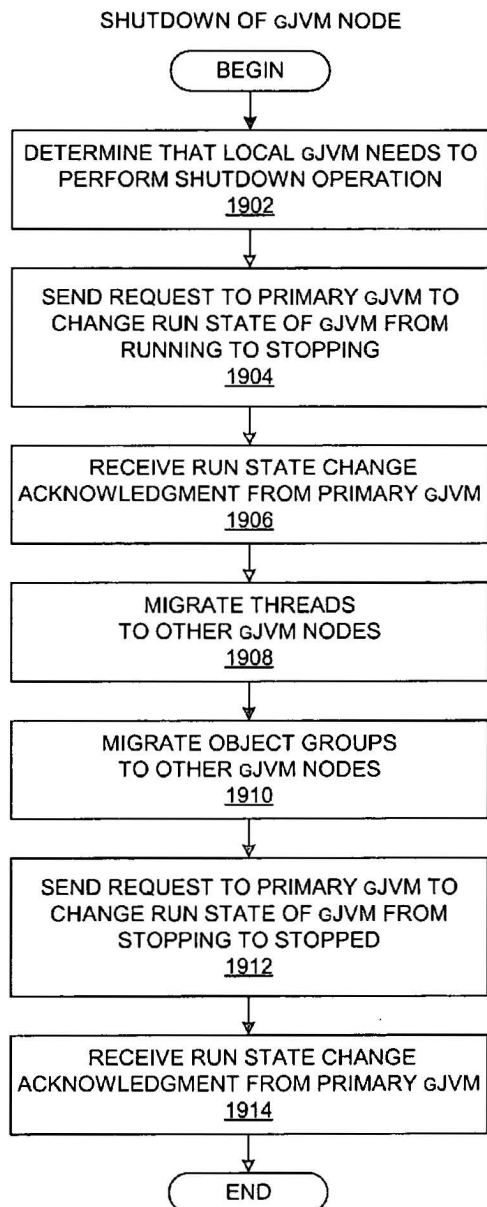 SHUTDOWN OF GJVM NODE
BEGIN
DETERMINE THAT LOCAL GJVM NEEDS TO
PERFORM SHUTDOWN OPERATION
1902
SEND REQUEST TO PRIMARY GJVM TO
CHANGE RUN STATE OF GJVM FROM
RUNNING TO STOPPING
1904
RECEIVE RUN STATE CHANGE
ACKNOWLEDGMENT FROM PRIMARY GJVM
1906
MIGRATE THREADS
TO OTHER GJVM NODES
1908
MIGRATE OBJECT GROUPS
TO OTHER GJVM NODES
1910
SEND REQUEST TO PRIMARY GJVM TO
CHANGE RUN STATE OF GJVM FROM
STOPPING TO STOPPED
1912
RECEIVE RUN STATE CHANGE
ACKNOWLEDGMENT FROM PRIMARY GJVM
1914
END